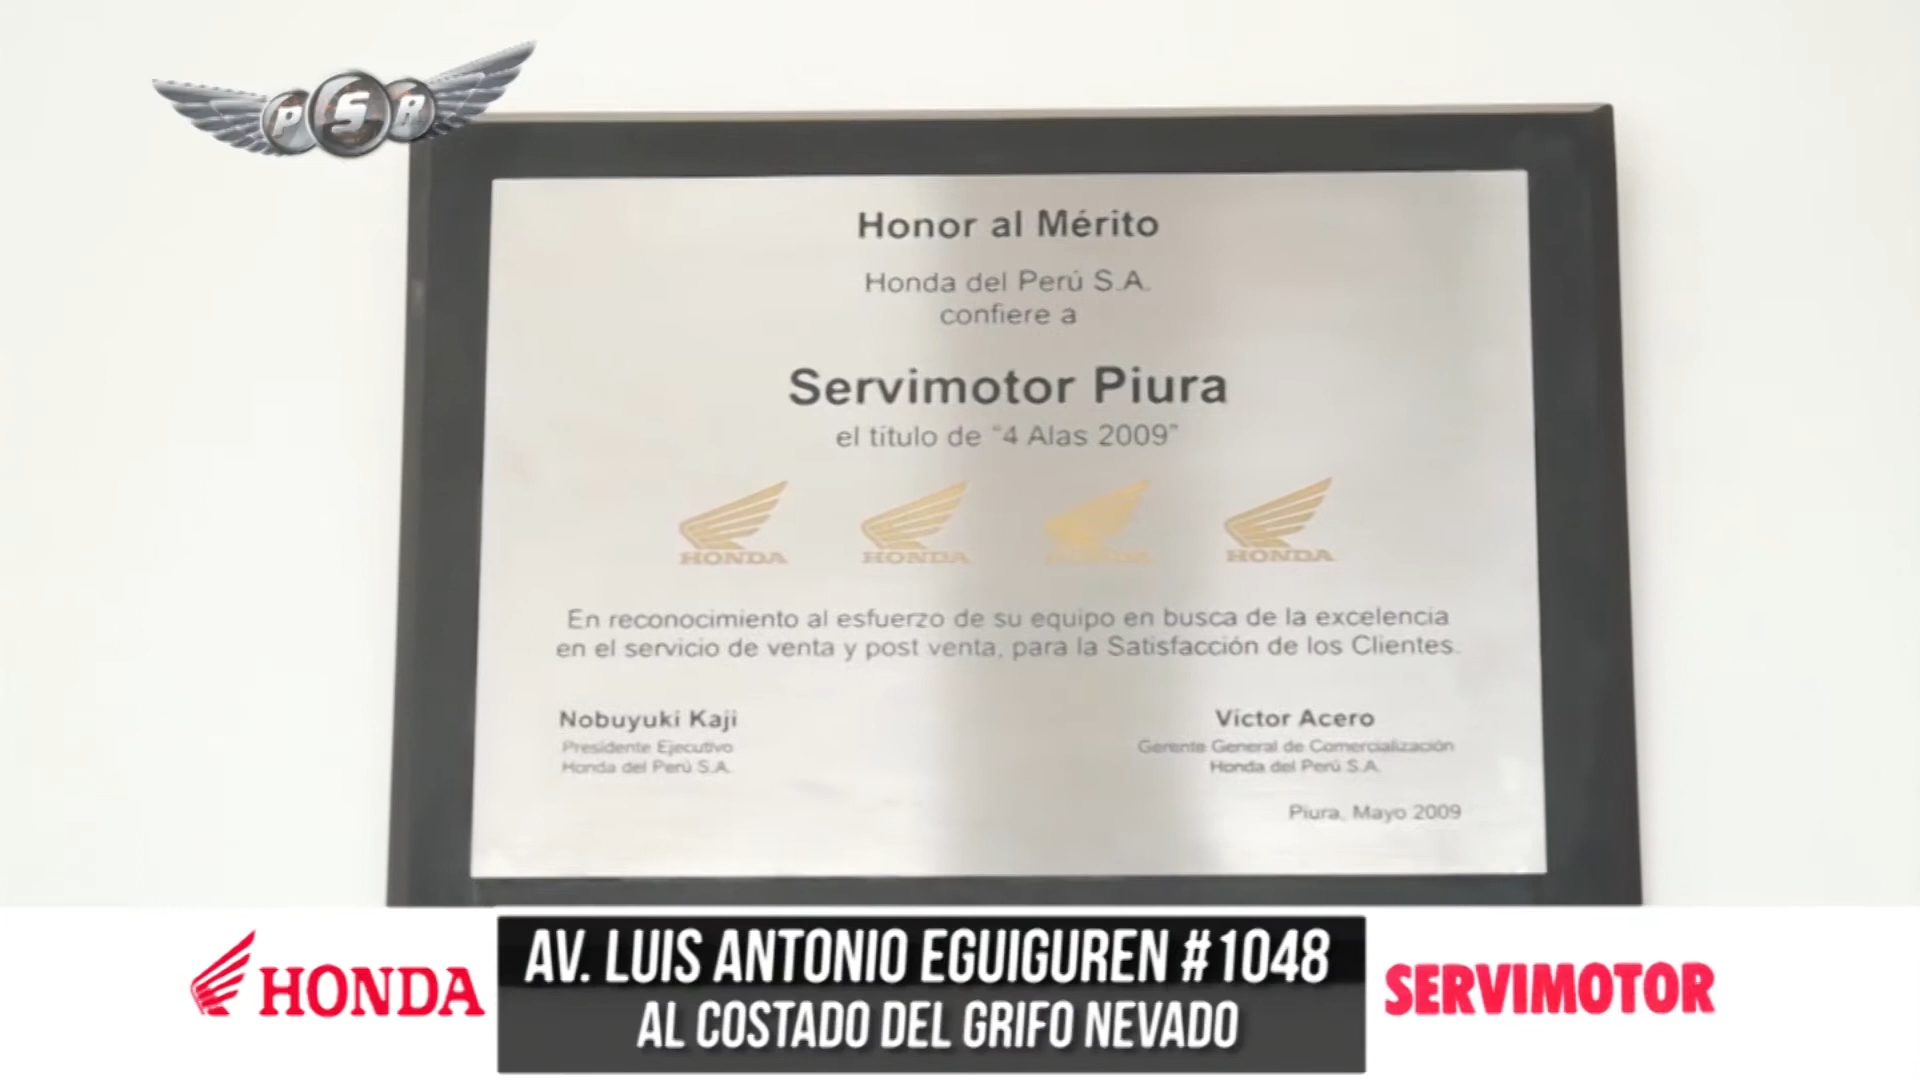 PSR
Honor al Mérito
Honda del Perú S.A.
confiere a
Servimotor Piura
el título de "4 Alas 2009"
HONDA HONDA HONDA HONDA
En reconocimiento al esfuerzo de su equipo en busca de la excelencia
en el servicio de venta y post venta, para la Satisfacción de los Clientes.
Nobuyuki Kaji
Presidente Ejecutivo
Honda del Perú S.A.
Víctor Acero
Gerente General de Comercialización
Honda del Perú S.A.
Piura, Mayo 2009
HONDA
AV. LUIS ANTONIO EGUIGUREN #1048
AL COSTADO DEL GRIFO NEVADO
SERVIMOTOR